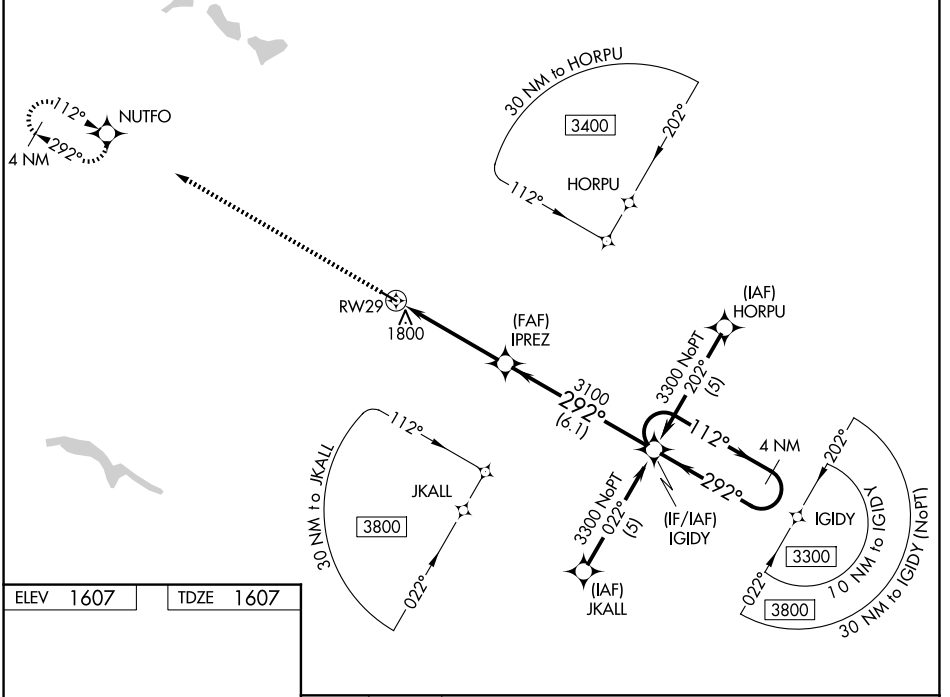 112°
NUTFO
4 NM
292°
30 NM to HORPU
3400
202°
HORPU
112°
RW29
1800
(FAF)
IPREZ
(IAF)
HORPU
3300 NoPT
202°
(5)
3100
292°
(6.1)
112°
4 NM
292°
3300 NoPT
022°
(5)
(IF/IAF)
IGIDY
(IAF)
JKALL
30 NM to JKALL
112°
JKALL
3800
022°
202°
IGIDY
3300
10 NM to IGIDY
022°
3800
30 NM to IGIDY (NoPT)
ELEV 1607
TDZE 1607